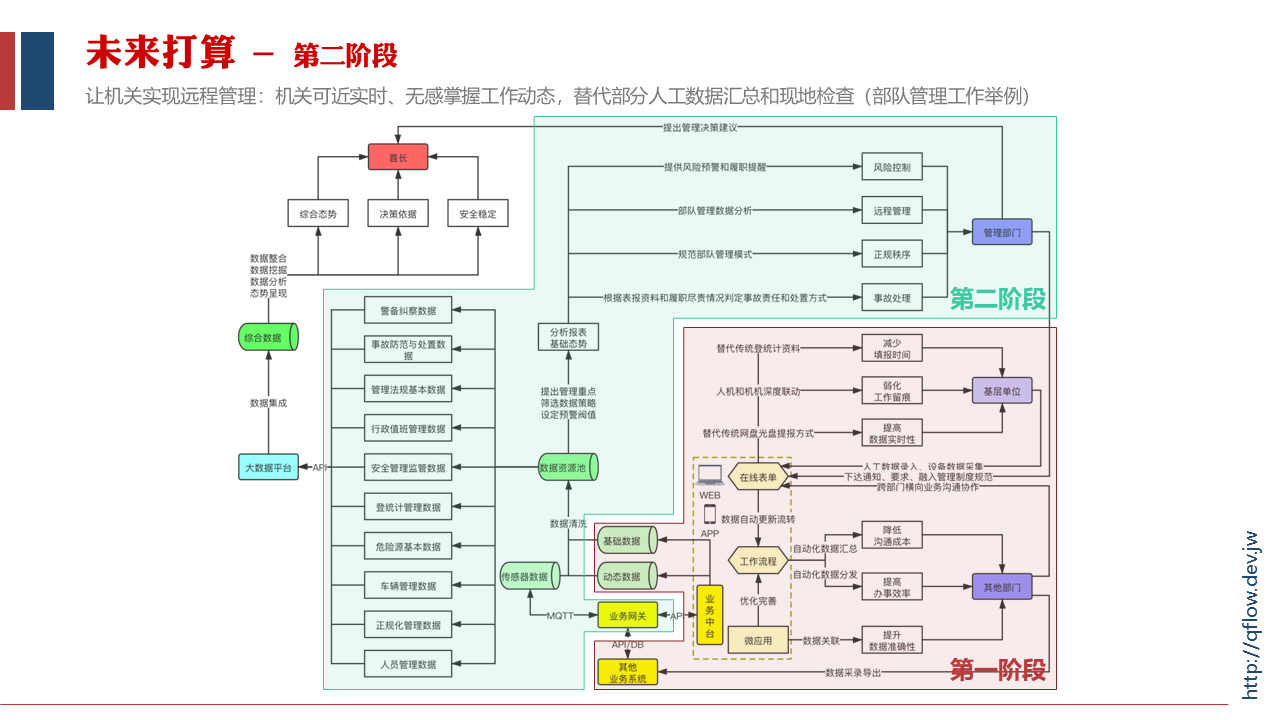 未来打算 － 第二阶段
让机关实现远程管理：机关可近实时、无感掌握工作动态，替代部分人工数据汇总和现地检查（部队管理工作举例）
提出管理决策建议
首长
综合态势
决策依据
安全稳定
数据整合
数据挖掘
数据分析
态势呈现
综合数据
数据集成
大数据平台
API
警备纠察数据
事故防范与处置数
据
管理法规基本数据
行政值班管理数据
安全管理监管数据
登统计管理数据
危险源基本数据
车辆管理数据
正规化管理数据
人员管理数据
提供风险预警和履职提醒
风险控制
部队管理数据分析
远程管理
规范部队管理模式
正规秩序
根据表报资料和履职尽责情况判定事故责任和处置方式
事故处理
管理部门
第二阶段
分析报表
基础态势
提出管理重点
筛选数据策略
设定预警阀值
数据资源池
数据清洗
传感器数据
MQTT
基础数据
动态数据
业务网关
API
API/DB
其他
业务系统
业
务
中
台
替代传统登统计资料
减少
填报时间
人机和机机深度联动
弱化
工作留痕
替代传统网盘光盘提报方式
提高
数据实时性
基层单位
人工数据录入，设备数据采集
下达通知、要求、融入管理制度规范
跨部门横向业务沟通协作
在线表单
WEB
APP
数据自动更新流转
工作流程
自动化数据汇总
自动化数据分发
降低
沟通成本
提高
办事效率
其他部门
优化完善
微应用
数据关联
提升
数据准确性
数据采录导出
第一阶段
http://qflow.dev.jw